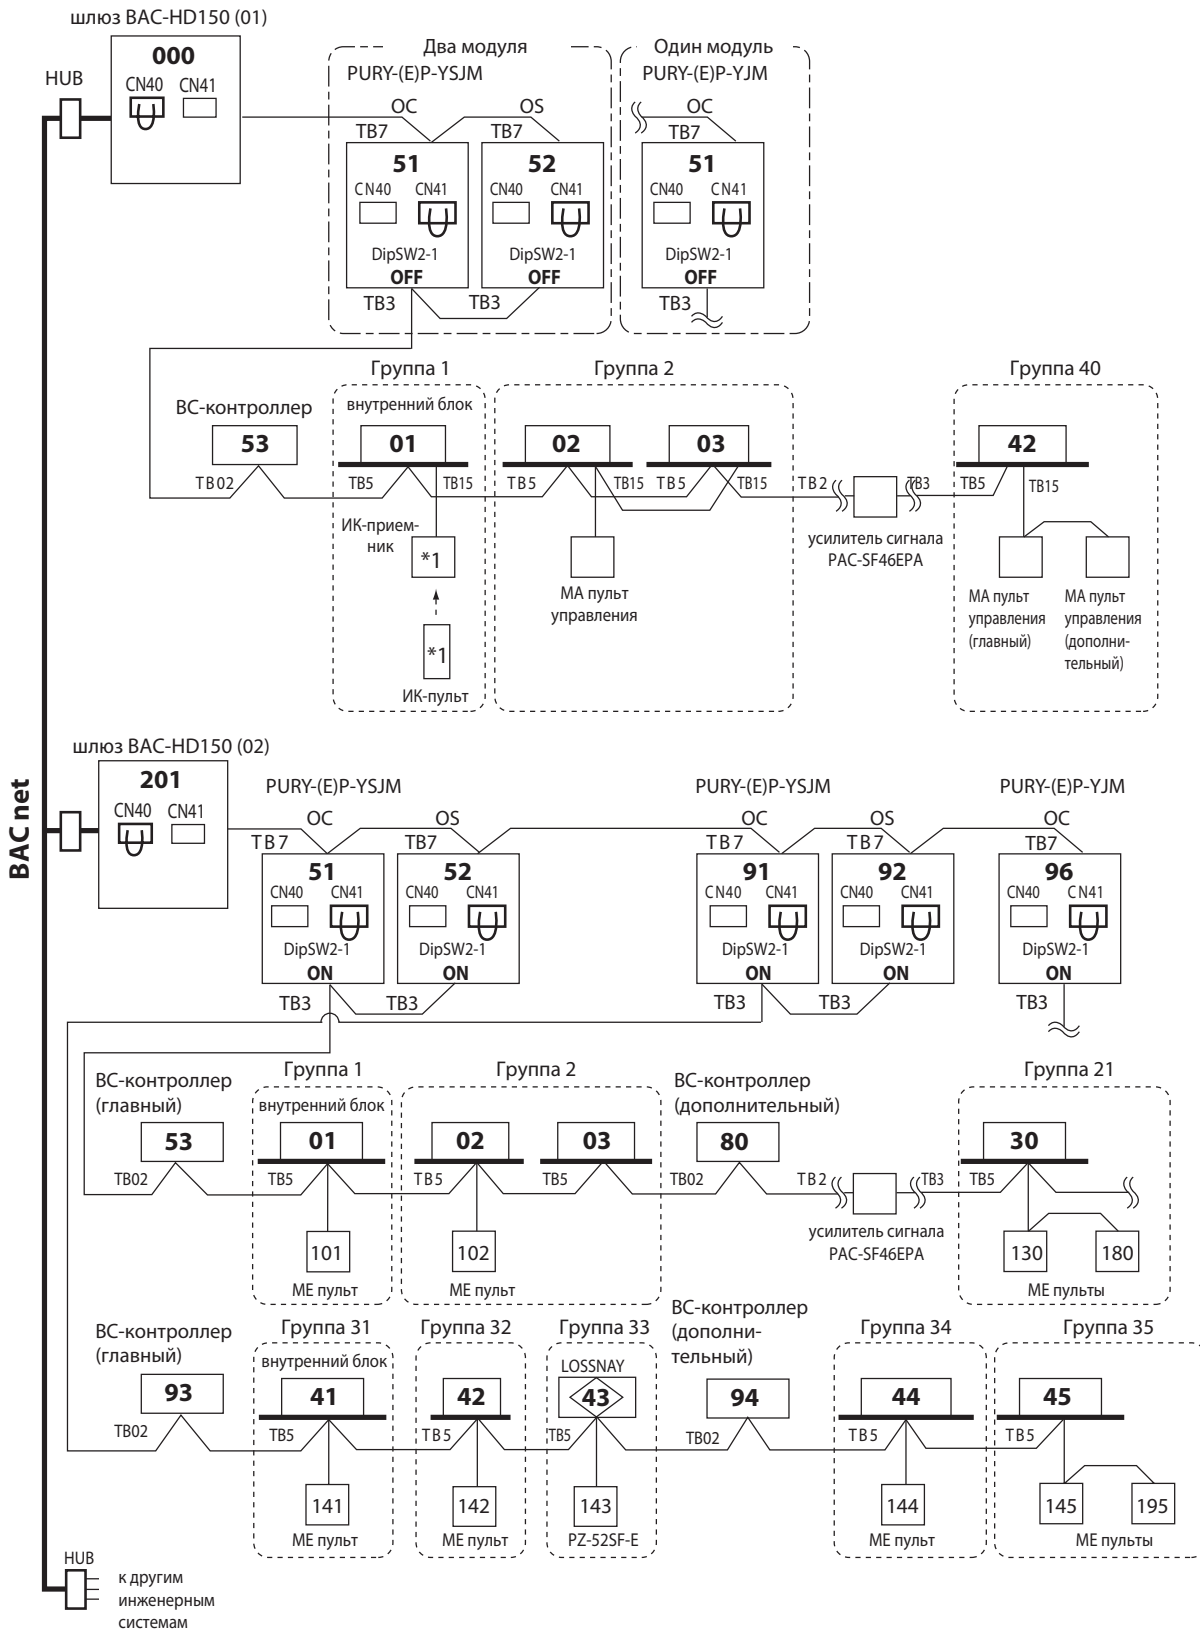 шлюз BAC-HD150 (01)
000
CN40 CN41
HUB
Два модуля
PURY-(E)P-YSJM
Один модуль
PURY-(E)P-YJM
OC OS OC
TB7 TB7 TB7
51 52 51
CN40 CN41 CN40 CN41 CN40 CN41
DipSW2-1 DipSW2-1 DipSW2-1
OFF OFF OFF
TB3 TB3 TB3
Группа 1 Группа 2 Группа 40
BC-контроллер
внутренний блок
53 01 02 03 42
TB02 TB5 TB15 TB5 TB15 TB5 TB15 TB2 TB3 TB5 TB15
ИК-прием-
ник
*1
*1
ИК-пульт
МА пульт
управления
усилитель сигнала
PAC-SF46EPA
МА пульт
управления
(главный)
МА пульт
управления
(дополни-
тельный)
шлюз BAC-HD150 (02)
201
CN40 CN41
BACnet
PURY-(E)P-YSJM PURY-(E)P-YSJM PURY-(E)P-YJM
OC OS OC OS OC
TB7 TB7 TB7 TB7 TB7
51 52 91 92 96
CN40 CN41 CN40 CN41 CN40 CN41 CN40 CN41 CN40 CN41
DipSW2-1 DipSW2-1 DipSW2-1 DipSW2-1 DipSW2-1
ON ON ON ON ON
TB3 TB3 TB3 TB3 TB3
BC-контроллер
(главный)
Группа 1 Группа 2
BC-контроллер
(дополнительный)
Группа 21
внутренний блок
53 01 02 03 80 30
TB02 TB5 TB5 TB5 TB02 TB2 TB3 TB5
усилитель сигнала
PAC-SF46EPA
101 102 130 180
МЕ пульт МЕ пульт МЕ пульты
BC-контроллер
(главный)
Группа 31 Группа 32 Группа 33
BC-контроллер
(дополни-
тельный)
Группа 34 Группа 35
внутренний блок
LOSSNAY
93 41 42 43 94 44 45
TB02 TB5 TB5 TB5 TB02 TB5 TB5
141 142 143 144 145 195
МЕ пульт МЕ пульт PZ-52SF-E МЕ пульт МЕ пульты
HUB
к другим
инженерным
системам